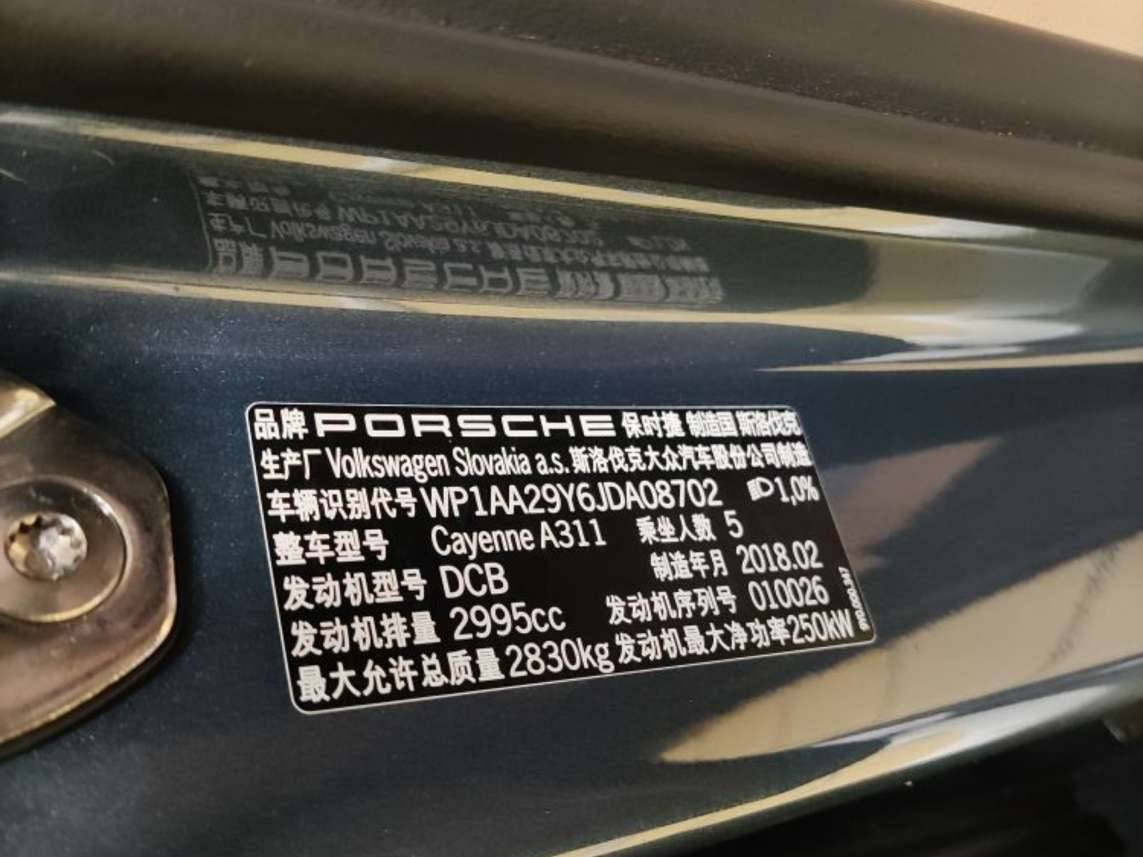 品牌 PORSCHE 保时捷 制造国 斯洛伐克
生产厂 Volkswagen Slovakia a.s. 斯洛伐克大众汽车股份公司制造
车辆识别代号 WP1AA29Y6JDA08702 1,0%
整车型号 Cayenne A311 乘坐人数 5
发动机型号 DCB 制造年月 2018.02
发动机排量 2995cc 发动机序列号 010026
最大允许总质量 2830kg 发动机最大净功率 250kW